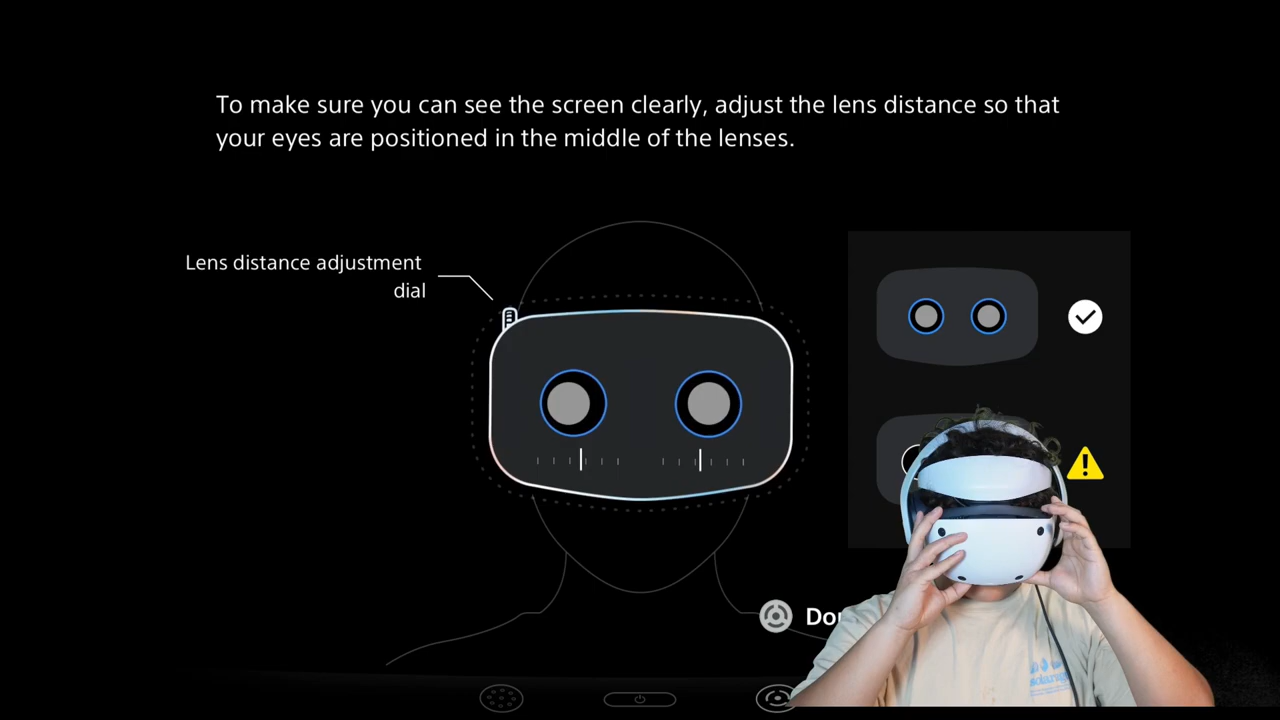 To make sure you can see the screen clearly, adjust the lens distance so that
your eyes are positioned in the middle of the lenses.
Lens distance adjustment
dial